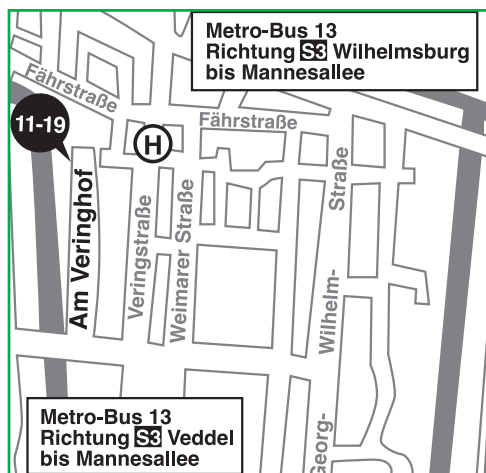 Metro-Bus 13
Richtung S3 Wilhelmsburg
bis Mannesallee
Fährstraße
Fährstraße
11-19
H
Am Veringhof
Veringstraße
Weimarer Straße
Straße
Wilhelm-
Georg-
Metro-Bus 13
Richtung S3 Veddel
bis Mannesallee